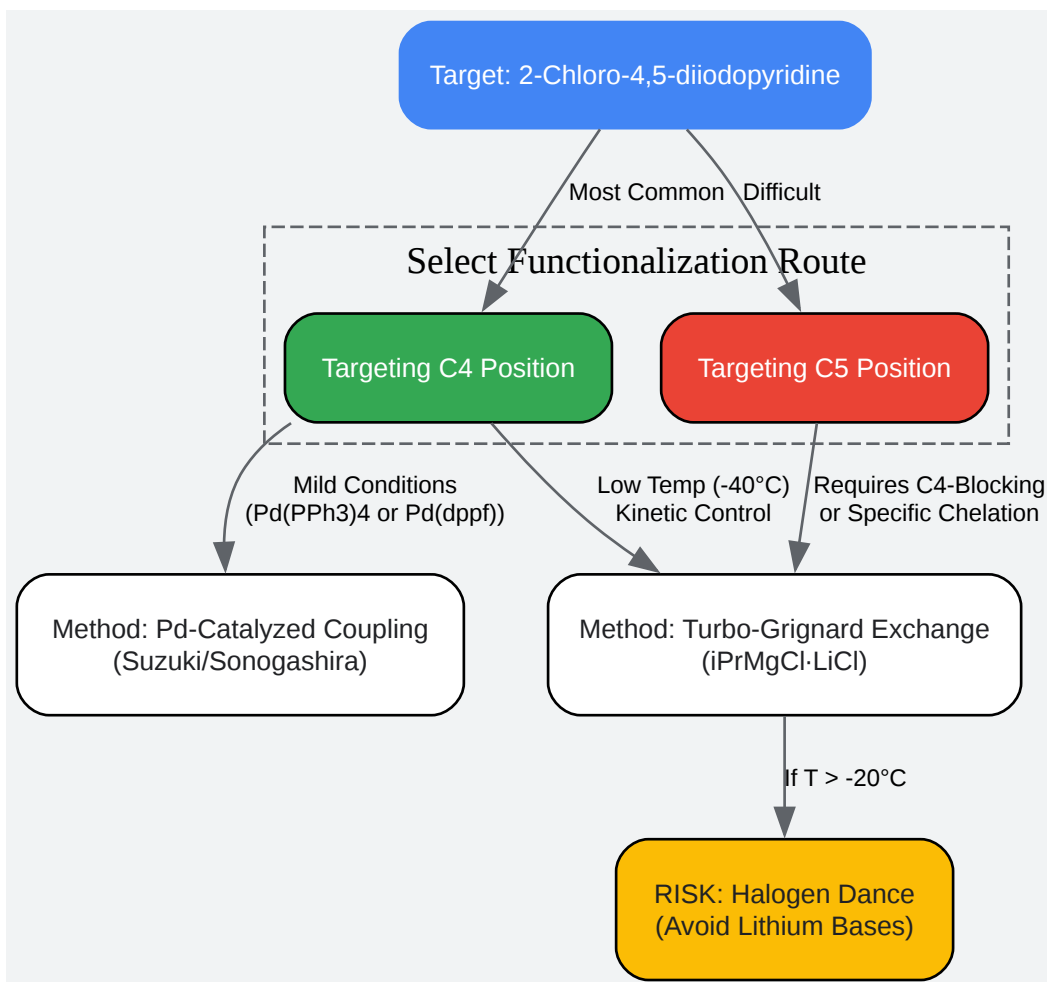 Target: 2-Chloro-4,5-diiodopyridine
Most Common
Difficult
Select Functionalization Route
Targeting C4 Position
Targeting C5 Position
Mild Conditions
(Pd(PPh3)4 or Pd(dppf))
Low Temp (-40°C)
Kinetic Control
Requires C4-Blocking
or Specific Chelation
Method: Pd-Catalyzed Coupling
(Suzuki/Sonogashira)
Method: Turbo-Grignard Exchange
(iPrMgCl·LiCl)
If T > -20°C
RISK: Halogen Dance
(Avoid Lithium Bases)